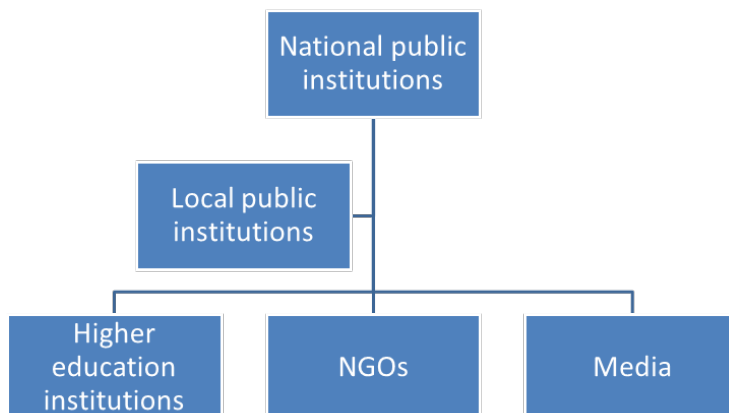 National public
institutions
Local public
institutions
Higher
education
institutions
NGOs
Media